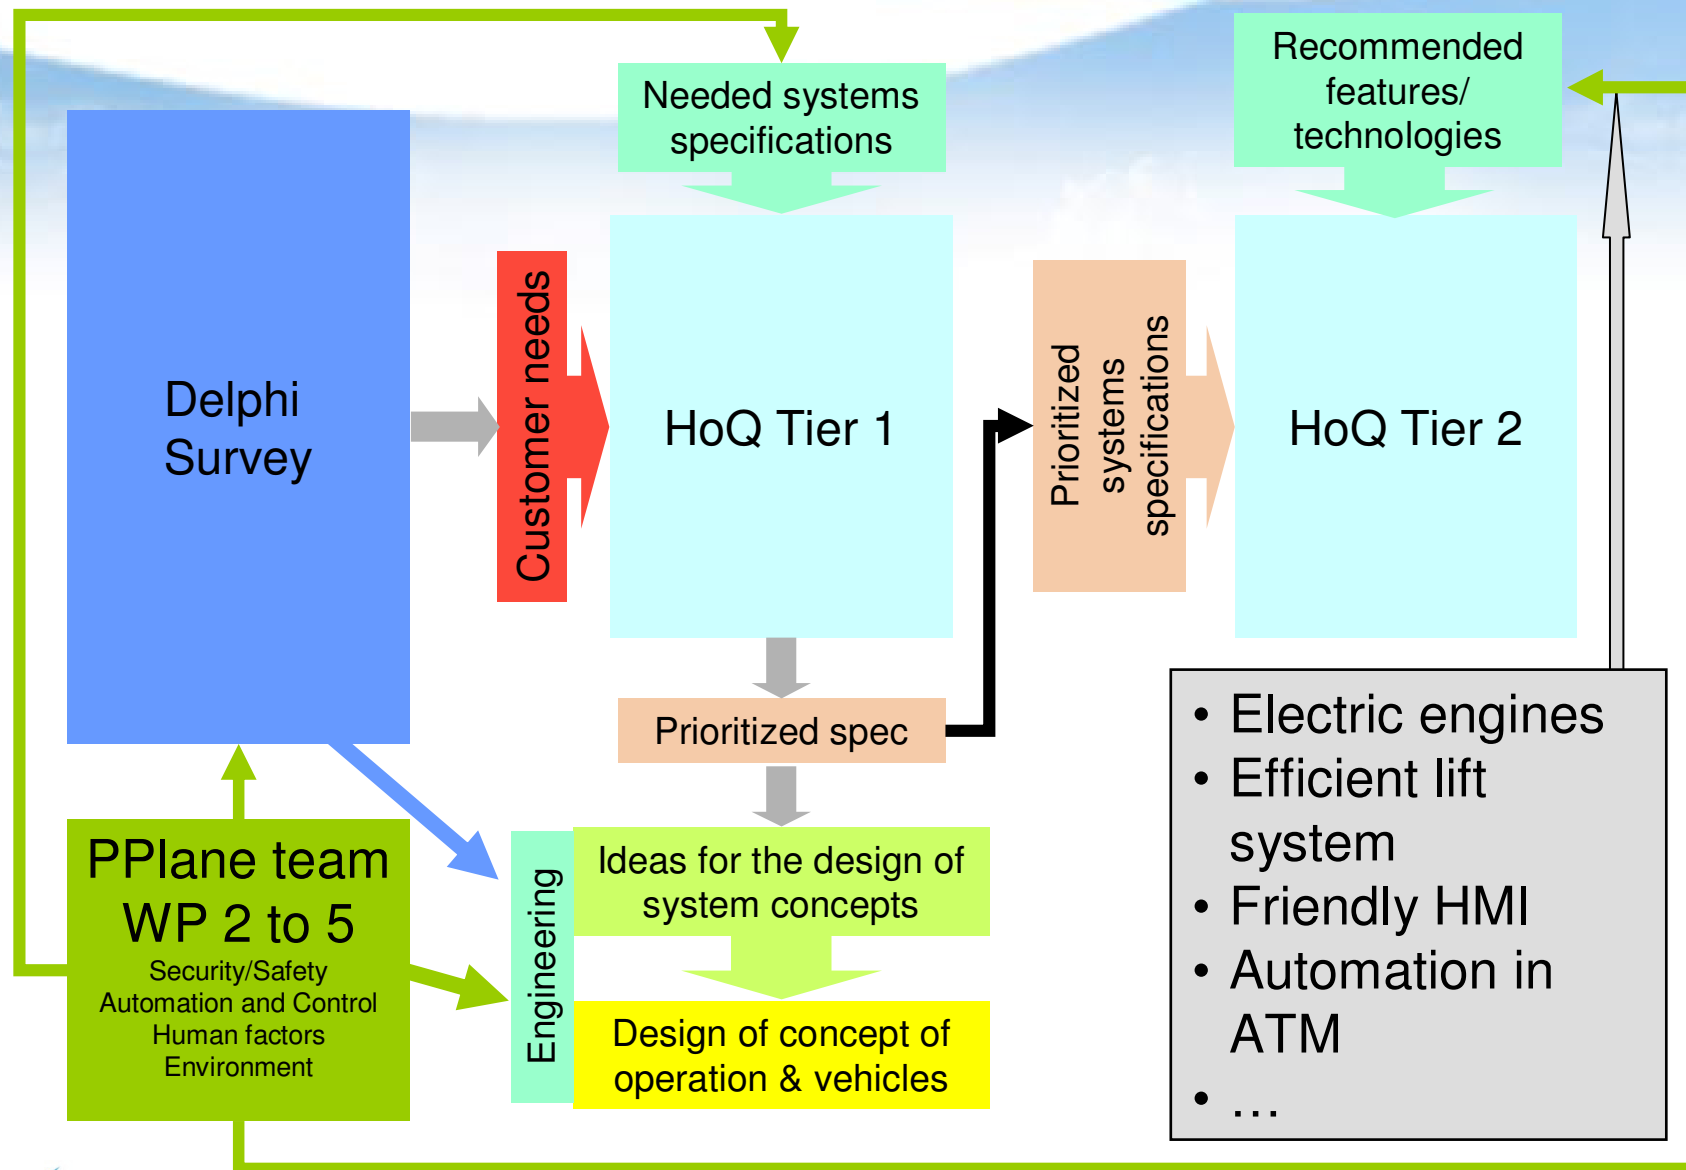 Needed systems
specifications
Recommended
features/
technologies
Delphi
Survey
Customer needs
HoQ Tier 1
Prioritized
systems
specifications
HoQ Tier 2
Prioritized spec
PPlane team
WP 2 to 5
Security/Safety
Automation and Control
Human factors
Environment
Engineering
Ideas for the design of
system concepts
Design of concept of
operation & vehicles
• Electric engines
• Efficient lift
system
• Friendly HMI
• Automation in
ATM
• …